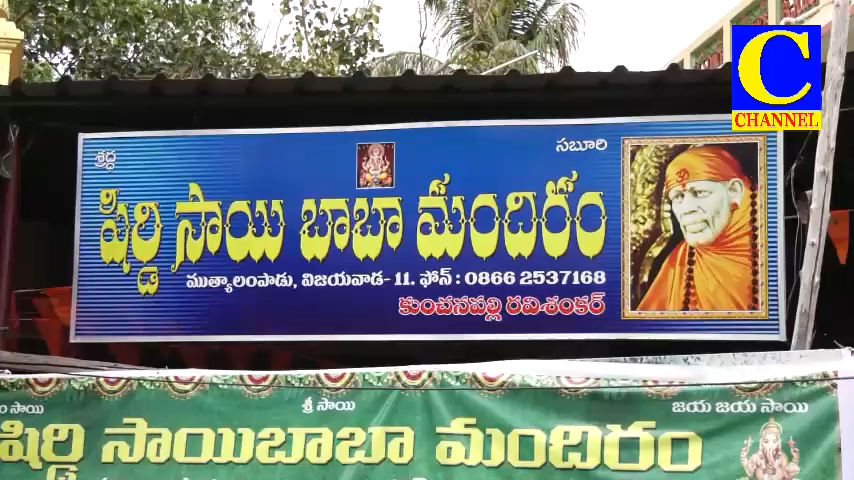 C
CHANNEL
శ్రద్ధ సబూరి
షిర్డి సాయి బాబా మందిరం
ముత్యాలంపాడు, విజయవాడ- 11. ఫోన్ : 0866 2537168
కుంచనపల్లి రవిశంకర్
సాయి శ్రీ సాయి జయ జయ సాయి
షిర్డి సాయిబాబా మందిరం